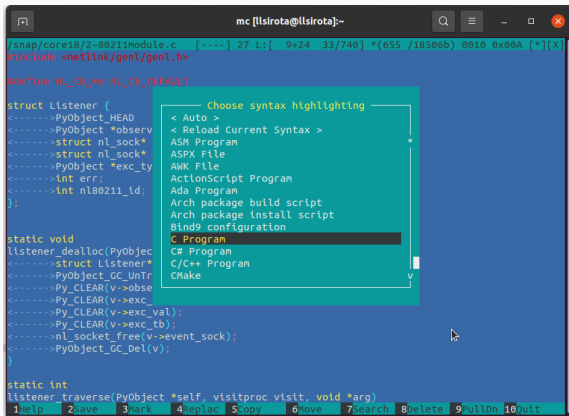 mc [llsirota@llsirota]:~
/snap/core18/2~80211module.c [----] 27 L:[ 9+24 33/740] *(655 /18506b) 0010 0x00A [*][X]
#include <netlink/genl/genl.h>
#define NL_CB_me NL_CB_DEFAULT
struct Listener {
<------>PyObject_HEAD
<------>PyObject *observ
<------>struct nl_sock*
<------>struct nl_sock*
<------>PyObject *exc_ty
<------>int err;
<------>int nl80211_id;
};
static void
listener_dealloc(PyObjec
<------>struct Listener*
<------>PyObject_GC_UnTr
<------>Py_CLEAR(v->obse
<------>Py_CLEAR(v->exc_
<------>Py_CLEAR(v->exc_val);
<------>Py_CLEAR(v->exc_tb);
<------>nl_socket_free(v->event_sock);
<------>PyObject_GC_Del(v);
}
static int
listener_traverse(PyObject *self, visitproc visit, void *arg)
Choose syntax highlighting
< Auto >
< Reload Current Syntax >
ASM Program
ASPX File
AWK File
ActionScript Program
Ada Program
Arch package build script
Arch package install script
Bind9 configuration
C Program
C# Program
C/C++ Program
CMake
1Help 2Save 3Mark 4Replac 5Copy 6Move 7Search 8Delete 9PullDn 10Quit